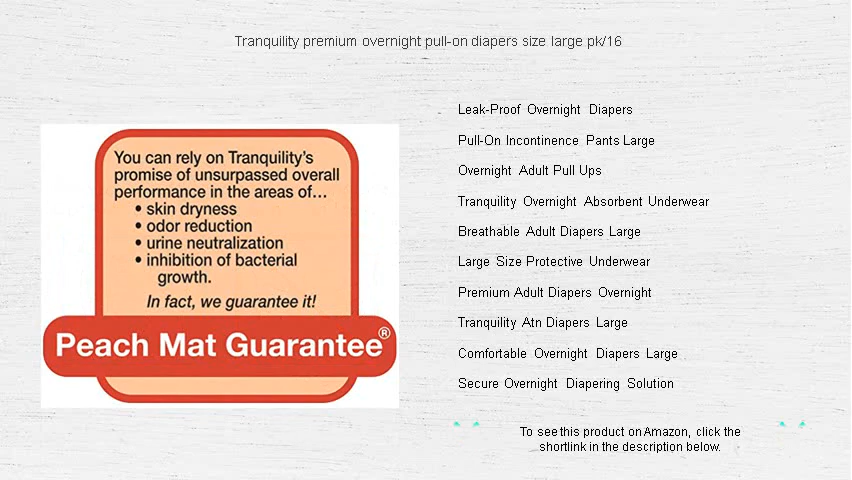 Tranquility premium overnight pull-on diapers size large pk/16
You can rely on Tranquility's
promise of unsurpassed overall
performance in the areas of...
• skin dryness
• odor reduction
• urine neutralization
• inhibition of bacterial
growth.
In fact, we guarantee it!
Peach Mat Guarantee®
Leak-Proof Overnight Diapers
Pull-On Incontinence Pants Large
Overnight Adult Pull Ups
Tranquility Overnight Absorbent Underwear
Breathable Adult Diapers Large
Large Size Protective Underwear
Premium Adult Diapers Overnight
Tranquility Atn Diapers Large
Comfortable Overnight Diapers Large
Secure Overnight Diapering Solution
To see this product on Amazon, click the
shortlink in the description below.